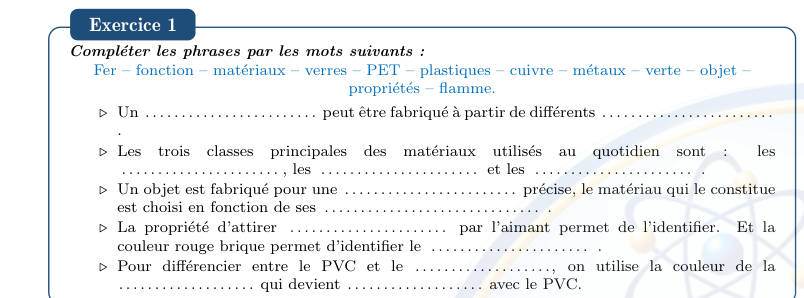 Exercice 1
Compléter les phrases par les mots suivants :
Fer – fonction – matériaux – verres – PET – plastiques – cuivre – métaux – verte – objet –
propriétés – flamme.
▷ Un ........................ peut être fabriqué à partir de différents ........................
.
▷ Les trois classes principales des matériaux utilisés au quotidien sont : les
......................, les ...................... et les ...................... .
▷ Un objet est fabriqué pour une ........................ précise, le matériau qui le constitue
est choisi en fonction de ses .............................. .
▷ La propriété d'attirer ...................... par l'aimant permet de l'identifier. Et la
couleur rouge brique permet d'identifier le ...................... .
▷ Pour différencier entre le PVC et le ..................., on utilise la couleur de la
................... qui devient ................... avec le PVC.